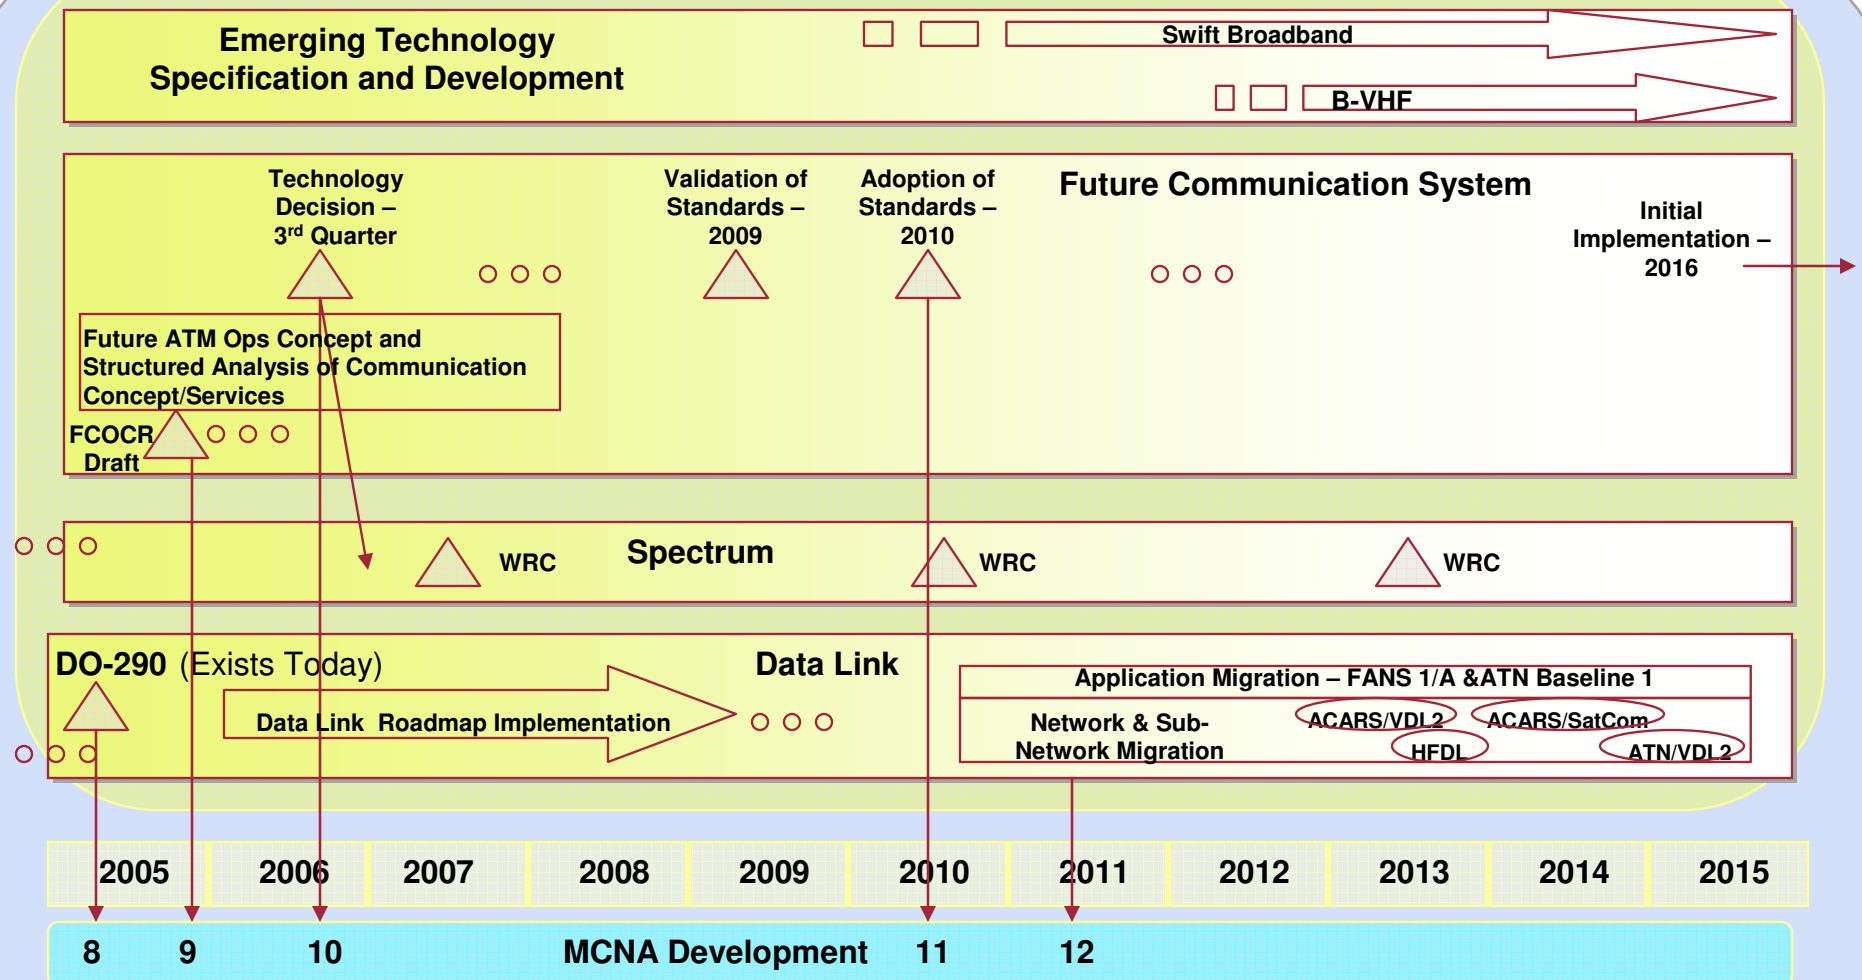 Emerging Technology
Specification and Development
Swift Broadband
B-VHF
Future Communication System
Technology
Decision –
3rd Quarter
Validation of
Standards –
2009
Adoption of
Standards –
2010
Initial
Implementation –
2016
Future ATM Ops Concept and
Structured Analysis of Communication
Concept/Services
FCOCR
Draft
Spectrum
WRC
WRC
WRC
DO-290 (Exists Today)
Data Link
Data Link Roadmap Implementation
Application Migration – FANS 1/A &ATN Baseline 1
Network & Sub-
Network Migration
ACARS/VDL2
ACARS/SatCom
HFDL
ATN/VDL2
2005 2006 2007 2008 2009 2010 2011 2012 2013 2014 2015
8 9 10 MCNA Development 11 12